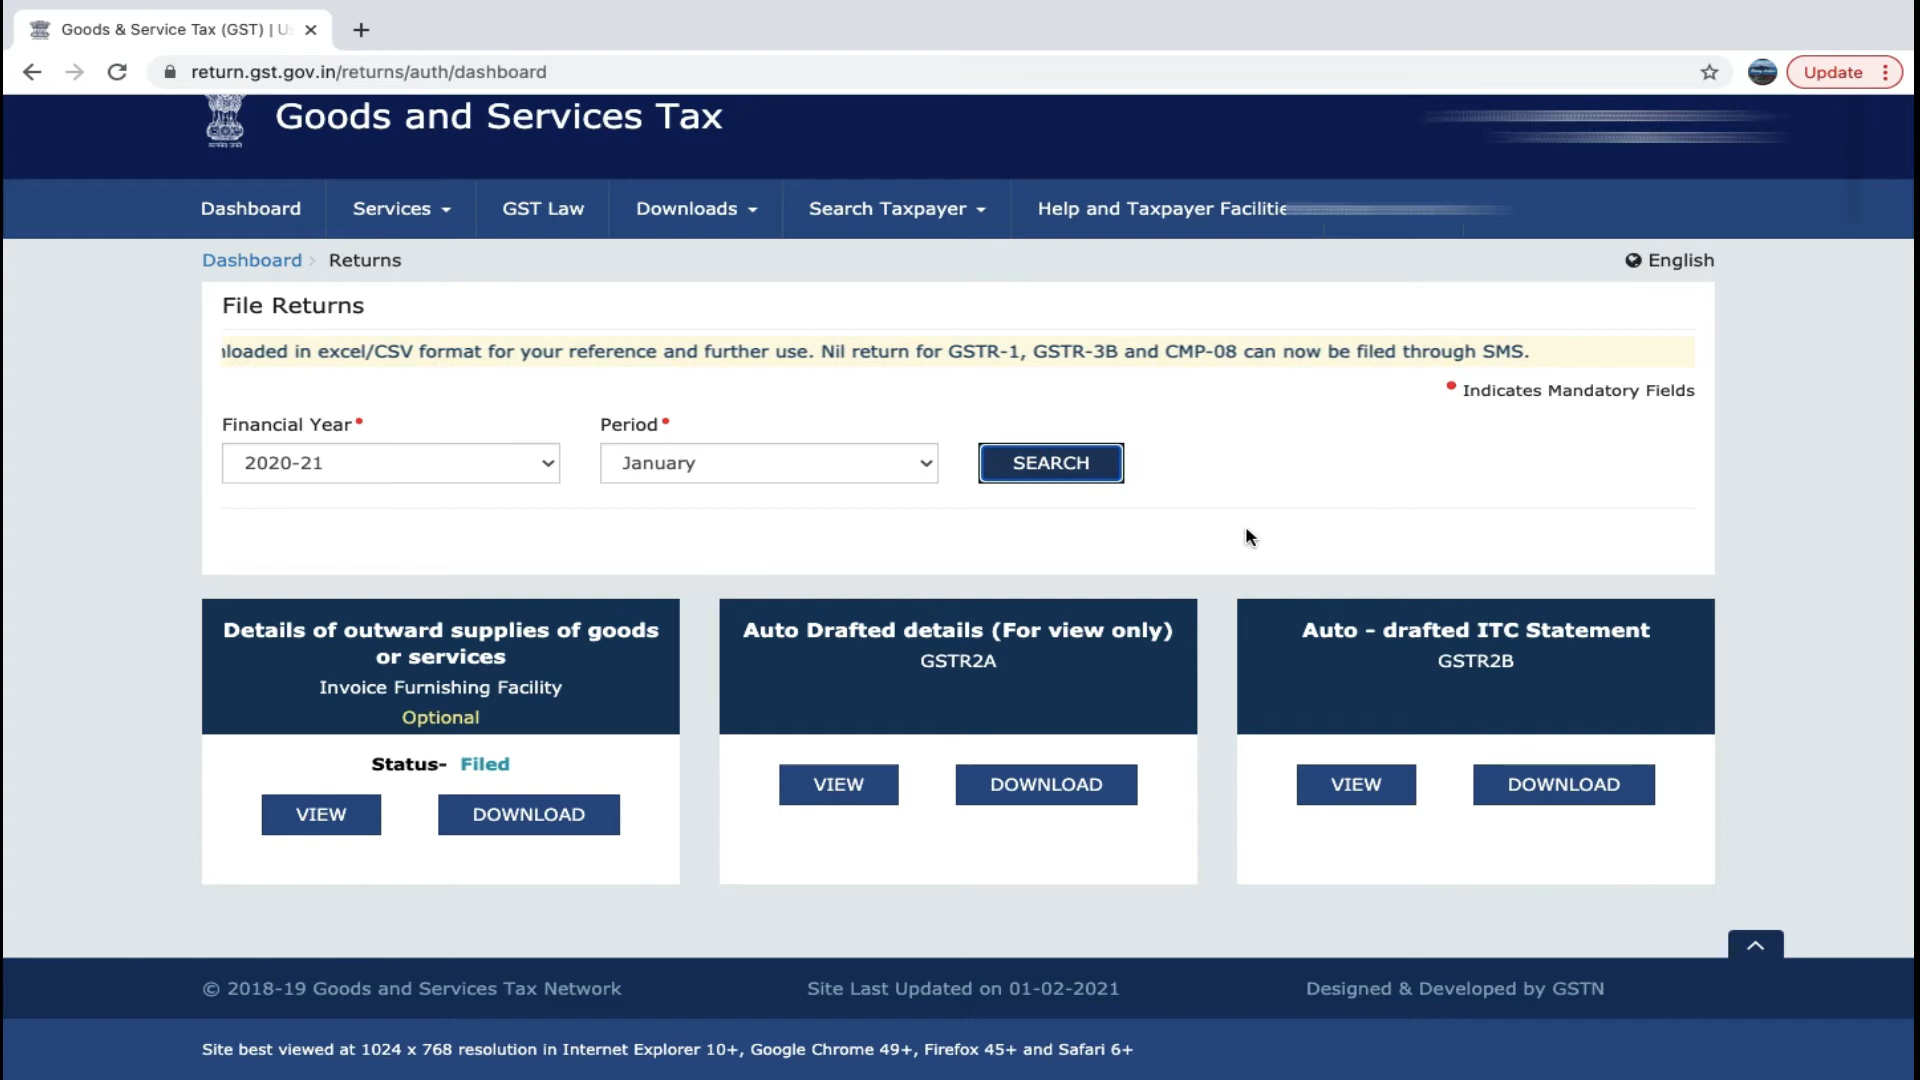 Goods & Service Tax (GST) | Us
return.gst.gov.in/returns/auth/dashboard
Update
Goods and Services Tax
Dashboard Services GST Law Downloads Search Taxpayer Help and Taxpayer Facilitie
Dashboard > Returns
English
File Returns
loaded in excel/CSV format for your reference and further use. Nil return for GSTR-1, GSTR-3B and CMP-08 can now be filed through SMS.
• Indicates Mandatory Fields
Financial Year•
Period•
2020-21
January
SEARCH
Details of outward supplies of goods
or services
Invoice Furnishing Facility
Optional
Status- Filed
VIEW DOWNLOAD
Auto Drafted details (For view only)
GSTR2A
VIEW DOWNLOAD
Auto - drafted ITC Statement
GSTR2B
VIEW DOWNLOAD
© 2018-19 Goods and Services Tax Network
Site Last Updated on 01-02-2021
Designed & Developed by GSTN
Site best viewed at 1024 x 768 resolution in Internet Explorer 10+, Google Chrome 49+, Firefox 45+ and Safari 6+